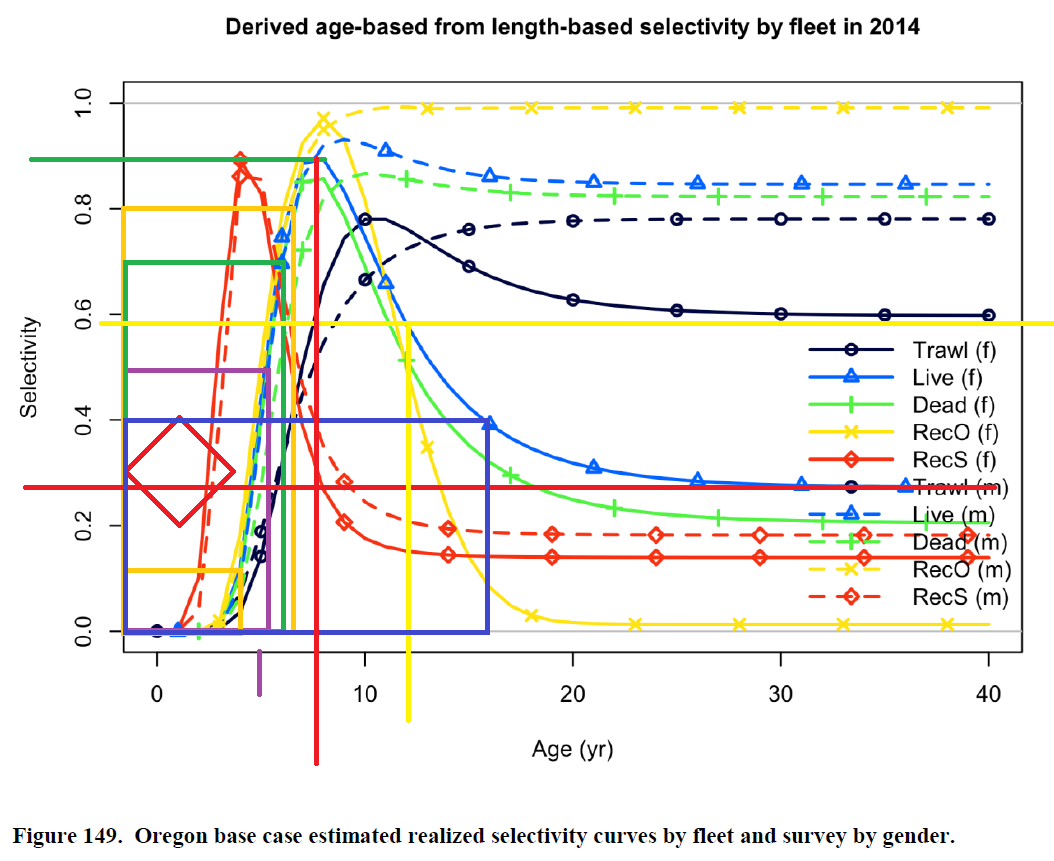 Derived age-based from length-based selectivity by fleet in 2014
1.0
0.8
0.6
0.4
0.2
0.0
Selectivity
Trawl (f)
Live (f)
Dead (f)
RecO (f)
RecS (f)
Trawl (m)
Live (m)
Dead (m)
RecO (m)
RecS (m)
0 10 20 30 40
Age (yr)
Figure 149. Oregon base case estimated realized selectivity curves by fleet and survey by gender.